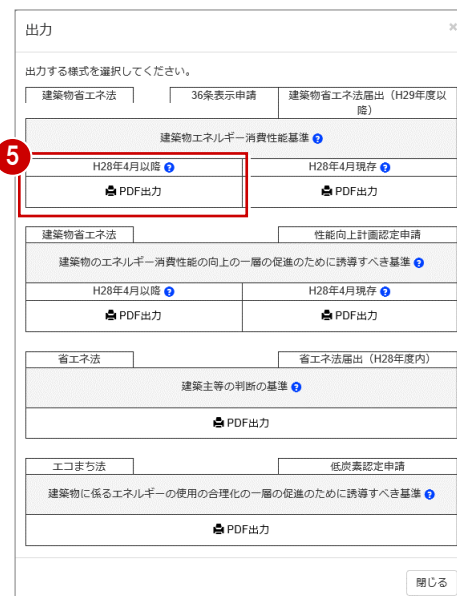 出力
×
出力する様式を選択してください。
建築物省エネ法 36条表示申請 建築物省エネ法届出（H29年度以降）
建築物エネルギー消費性能基準 ?
5
H28年4月以降 ? H28年4月現存 ?
PDF出力 PDF出力
建築物省エネ法 性能向上計画認定申請
建築物のエネルギー消費性能の向上の一層の促進のために誘導すべき基準 ?
H28年4月以降 ? H28年4月現存 ?
PDF出力 PDF出力
省エネ法 省エネ法届出（H28年度内）
建築主等の判断の基準 ?
PDF出力
エコまち法 低炭素認定申請
建築物に係るエネルギーの使用の合理化の一層の促進のために誘導すべき基準 ?
PDF出力
閉じる